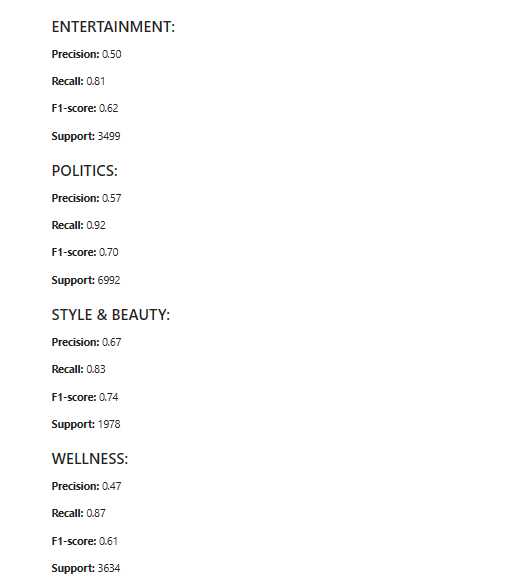 ENTERTAINMENT:
Precision: 0.50
Recall: 0.81
F1-score: 0.62
Support: 3499
POLITICS:
Precision: 0.57
Recall: 0.92
F1-score: 0.70
Support: 6992
STYLE & BEAUTY:
Precision: 0.67
Recall: 0.83
F1-score: 0.74
Support: 1978
WELLNESS:
Precision: 0.47
Recall: 0.87
F1-score: 0.61
Support: 3634